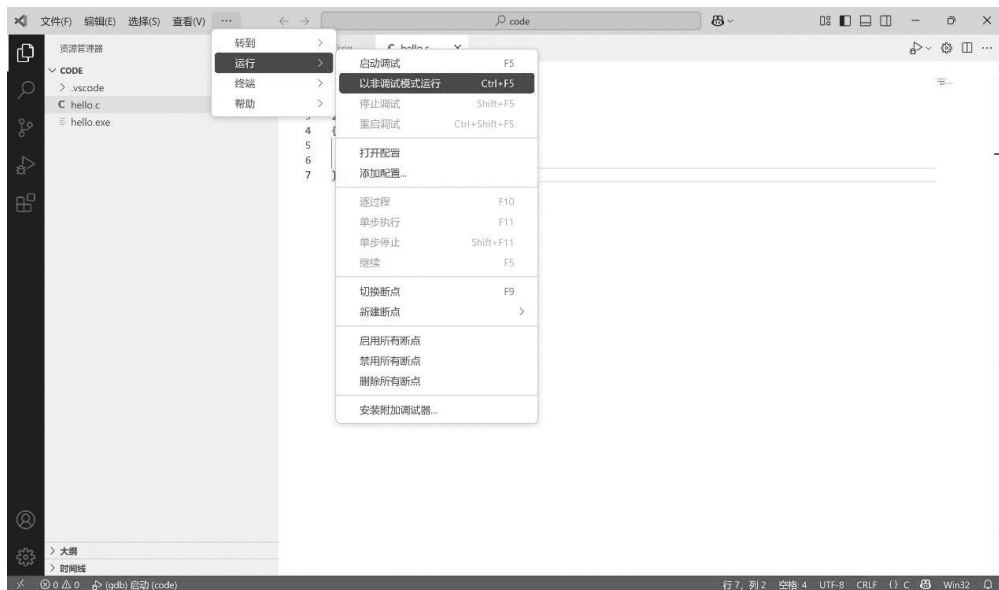 文件(F) 编辑(E) 选择(S) 查看(V) ··· code
资源管理器
CODE
.vscode
C hello.c
hello.exe
转到
运行
终端
帮助
C hello.c
启动调试 F5
以非调试模式运行 Ctrl+F5
停止调试 Shift+F5
重启调试 Ctrl+Shift+F5
打开配置
添加配置...
逐过程 F10
单步执行 F11
单步停止 Shift+F11
继续 F5
切换断点 F9
新建断点
启用所有断点
禁用所有断点
删除所有断点
安装附加调试器...
4 {
5
6
7 }
大纲
时间线
0 0 (gdb) 启动 (code) 行 7, 列 2 空格: 4 UTF-8 CRLF {} C Win32